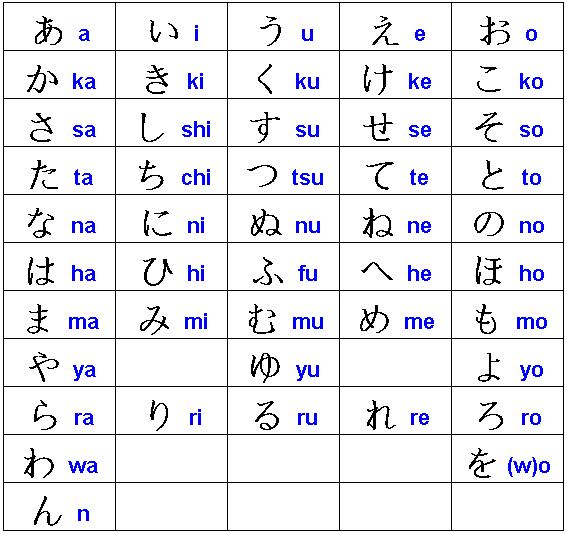 あ a い i う u え e お o
か ka き ki く ku け ke こ ko
さ sa し shi す su せ se そ so
た ta ち chi つ tsu て te と to
な na に ni ぬ nu ね ne の no
は ha ひ hi ふ fu へ he ほ ho
ま ma み mi む mu め me も mo
や ya ゆ yu よ yo
ら ra り ri る ru れ re ろ ro
わ wa を (w)o
ん n